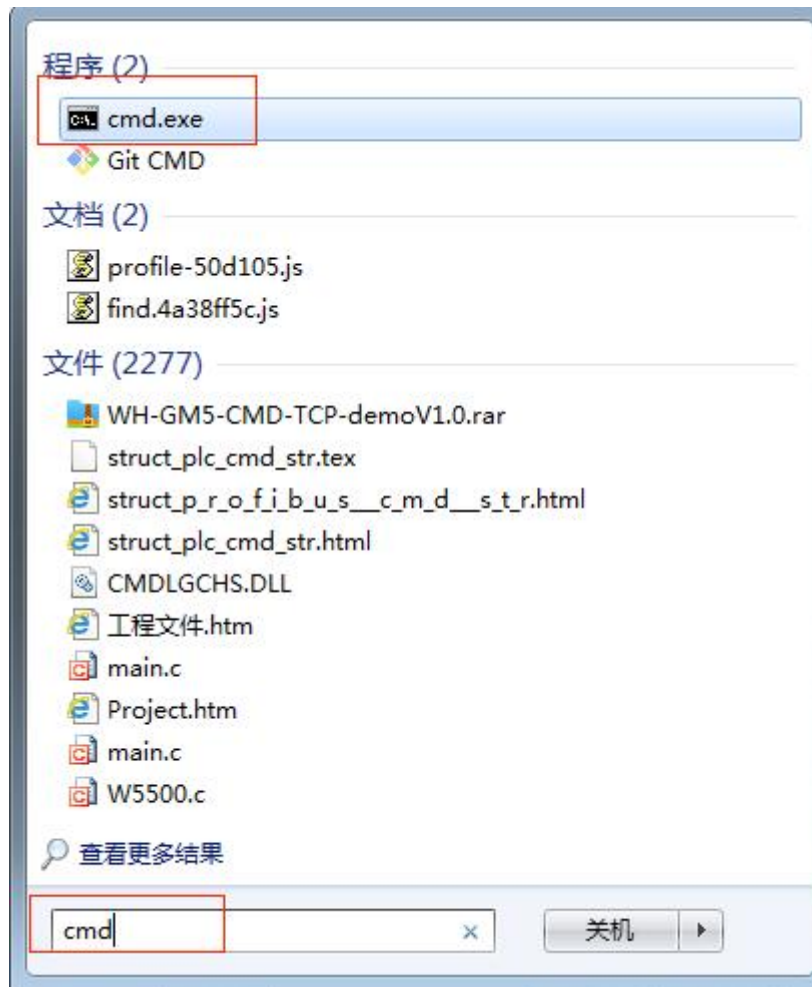 程序 (2)
cmd.exe
Git CMD
文档 (2)
profile-50d105.js
find.4a38ff5c.js
文件 (2277)
WH-GM5-CMD-TCP-demoV1.0.rar
struct_plc_cmd_str.tex
struct_p_r_o_f_i_b_u_s__c_m_d__s_t_r.html
struct_plc_cmd_str.html
CMDLGCHS.DLL
工程文件.htm
main.c
Project.htm
main.c
W5500.c
查看更多结果
cmd
关机